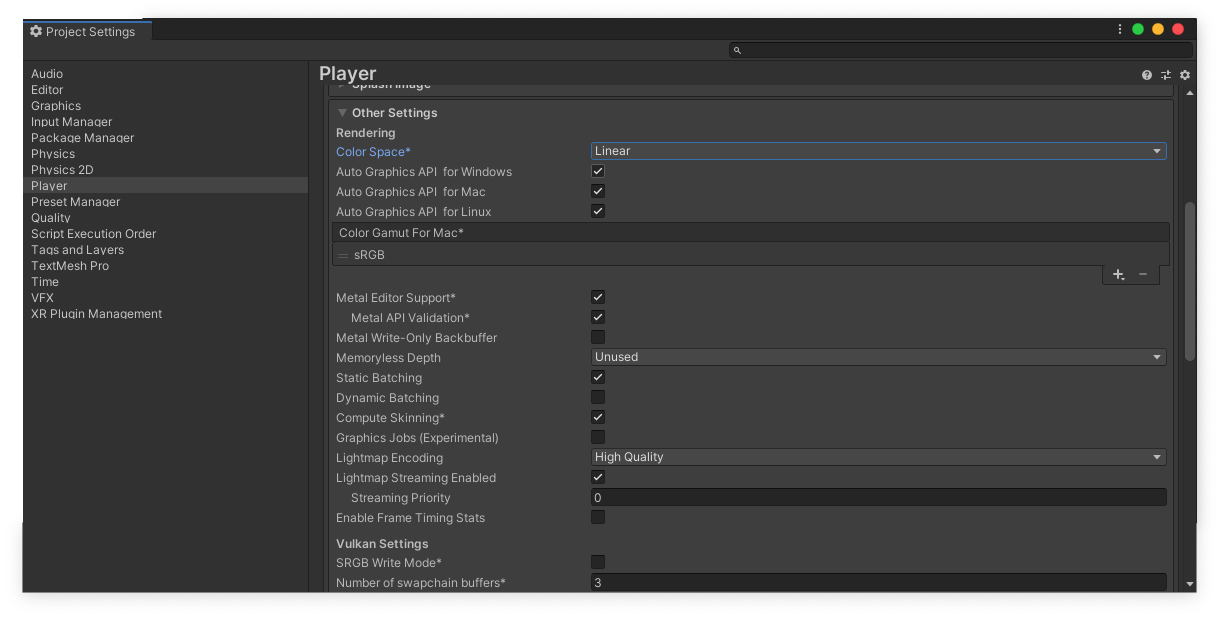 Project Settings
Audio
Editor
Graphics
Input Manager
Package Manager
Physics
Physics 2D
Player
Preset Manager
Quality
Script Execution Order
Tags and Layers
TextMesh Pro
Time
VFX
XR Plugin Management
Player
Splash Image
Other Settings
Rendering
Color Space* Linear
Auto Graphics API for Windows
Auto Graphics API for Mac
Auto Graphics API for Linux
Color Gamut For Mac*
sRGB
Metal Editor Support*
Metal API Validation*
Metal Write-Only Backbuffer
Memoryless Depth Unused
Static Batching
Dynamic Batching
Compute Skinning*
Graphics Jobs (Experimental)
Lightmap Encoding High Quality
Lightmap Streaming Enabled
Streaming Priority 0
Enable Frame Timing Stats
Vulkan Settings
SRGB Write Mode*
Number of swapchain buffers* 3